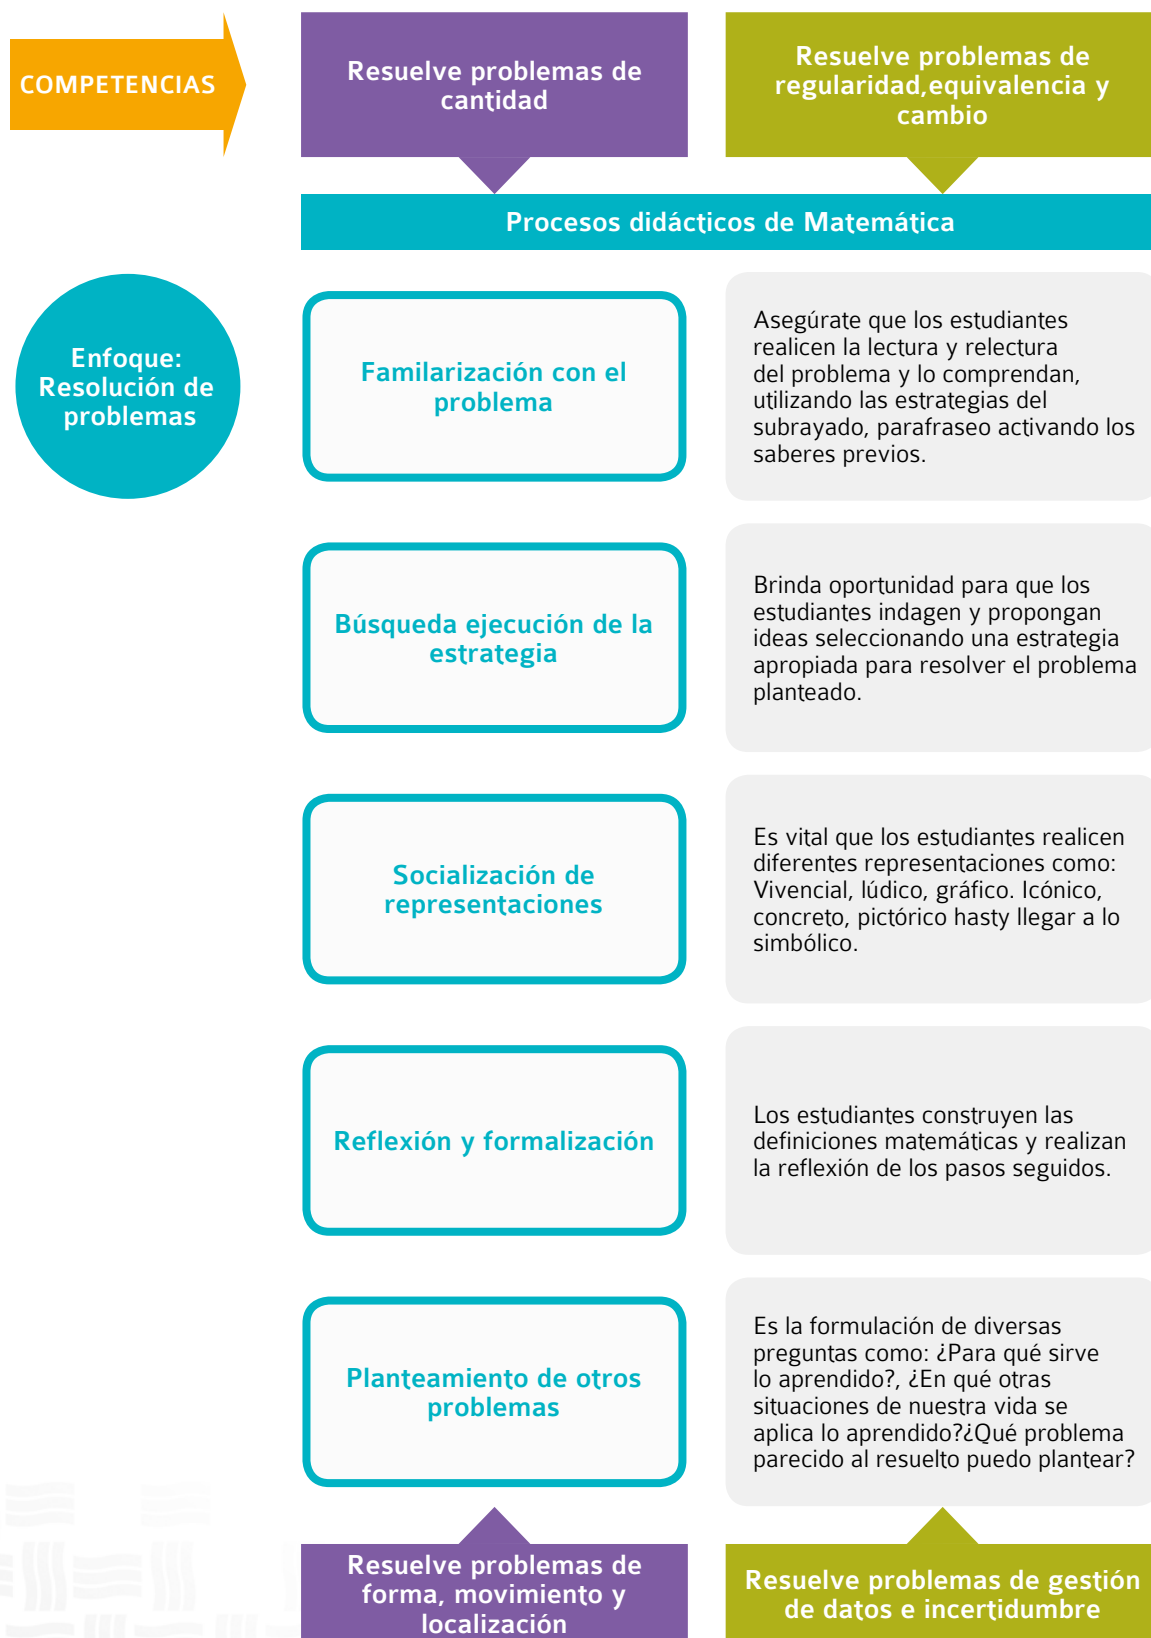 COMPETENCIAS
Resuelve problemas de
cantidad
Resuelve problemas de
regularidad,equivalencia y
cambio
Procesos didácticos de Matemática
Enfoque:
Resolución de
problemas
Familarización con el
problema
Asegúrate que los estudiantes
realicen la lectura y relectura
del problema y lo comprendan,
utilizando las estrategias del
subrayado, parafraseo activando los
saberes previos.
Búsqueda ejecución de la
estrategia
Brinda oportunidad para que los
estudiantes indagen y propongan
ideas seleccionando una estrategia
apropiada para resolver el problema
planteado.
Socialización de
representaciones
Es vital que los estudiantes realicen
diferentes representaciones como:
Vivencial, lúdico, gráfico. Icónico,
concreto, pictórico hasty llegar a lo
simbólico.
Reflexión y formalización
Los estudiantes construyen las
definiciones matemáticas y realizan
la reflexión de los pasos seguidos.
Planteamiento de otros
problemas
Es la formulación de diversas
preguntas como: ¿Para qué sirve
lo aprendido?, ¿En qué otras
situaciones de nuestra vida se
aplica lo aprendido?¿Qué problema
parecido al resuelto puedo plantear?
Resuelve problemas de
forma, movimiento y
localización
Resuelve problemas de gestión
de datos e incertidumbre